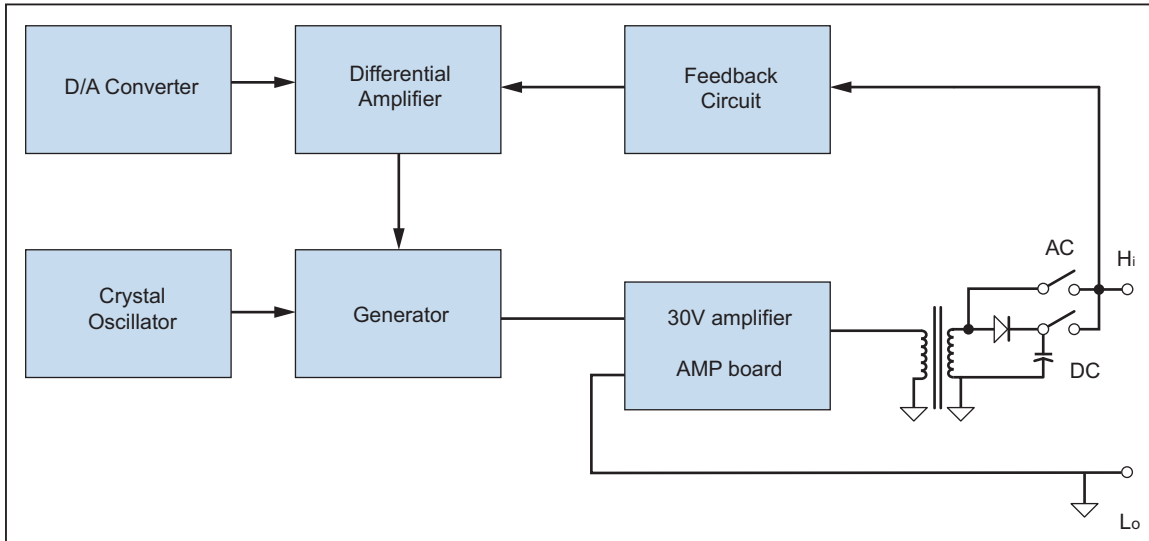 D/A Converter
Differential
Amplifier
Feedback
Circuit
Crystal
Oscillator
Generator
30V amplifier
AMP board
AC
Hi
DC
Lo